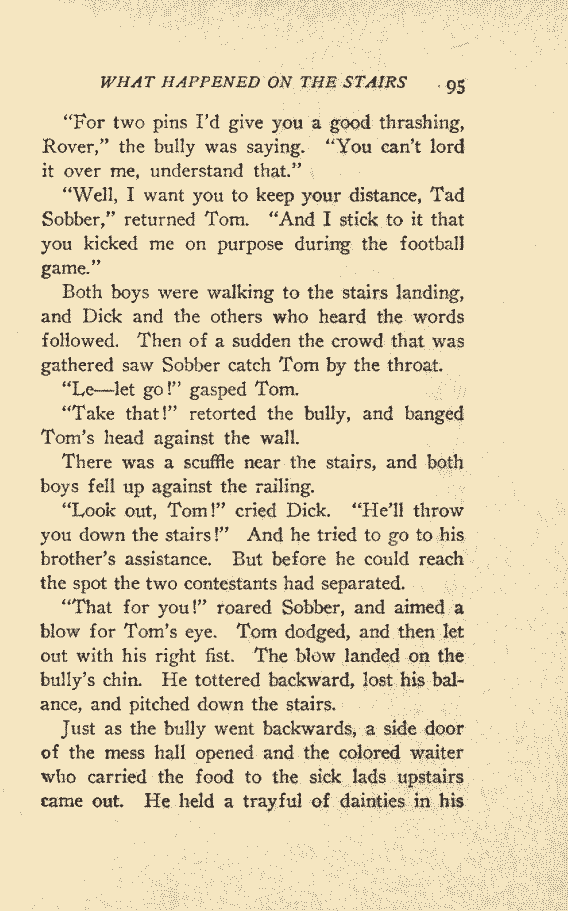 WHAT HAPPENED ON THE STAIRS 95
"For two pins I'd give you a good thrashing,
Rover," the bully was saying. "You can't lord
it over me, understand that."
"Well, I want you to keep your distance, Tad
Sobber," returned Tom. "And I stick to it that
you kicked me on purpose during the football
game."
Both boys were walking to the stairs landing,
and Dick and the others who heard the words
followed. Then of a sudden the crowd that was
gathered saw Sobber catch Tom by the throat.
"Le—let go!" gasped Tom.
"Take that!" retorted the bully, and banged
Tom's head against the wall.
There was a scuffle near the stairs, and both
boys fell up against the railing.
"Look out, Tom!" cried Dick. "He'll throw
you down the stairs!" And he tried to go to his
brother's assistance. But before he could reach
the spot the two contestants had separated.
"That for you!" roared Sobber, and aimed a
blow for Tom's eye. Tom dodged, and then let
out with his right fist. The blow landed on the
bully's chin. He tottered backward, lost his bal-
ance, and pitched down the stairs.
Just as the bully went backwards, a side door
of the mess hall opened and the colored waiter
who carried the food to the sick lads upstairs
came out. He held a trayful of dainties in his